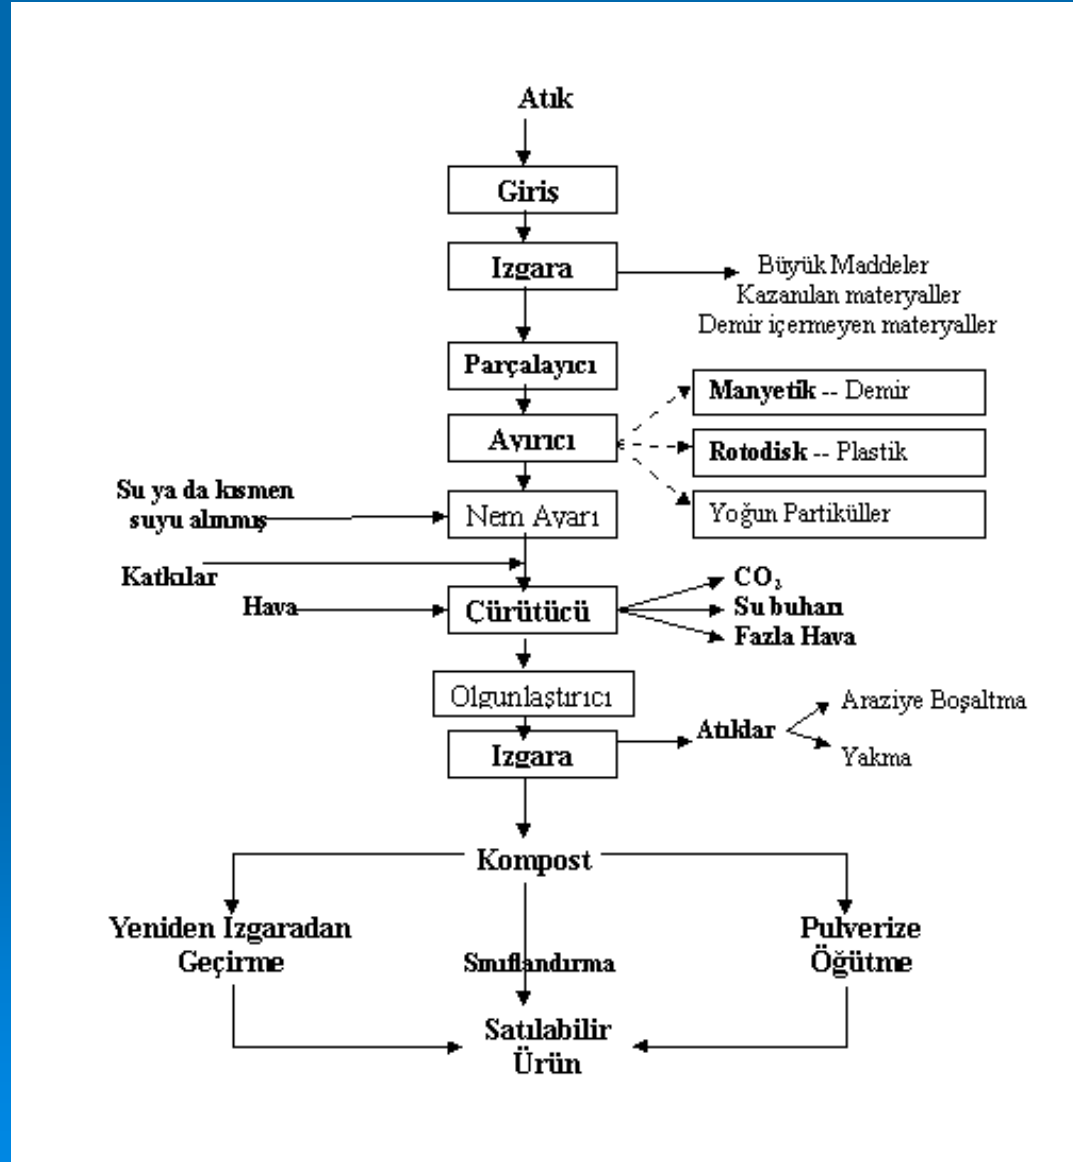 Atık
Giriş
Izgara
Büyük Maddeler
Kazanılan materyaller
Demir içermeyen materyaller
Parçalayıcı
Manyetik -- Demir
Ayırıcı
Rotodisk -- Plastik
Su ya da kısmen
suyu alınmış
Nem Ayarı
Yoğun Partiküller
Katkılar
CO₂
Hava
Çürütücü
Su buharı
Fazla Hava
Olgunlaştırıcı
Araziye Boşaltma
Atıklar
Izgara
Yakma
Kompost
Yeniden Izgaradan
Geçirme
Sınıflandırma
Pulverize
Öğütme
Satılabilir
Ürün